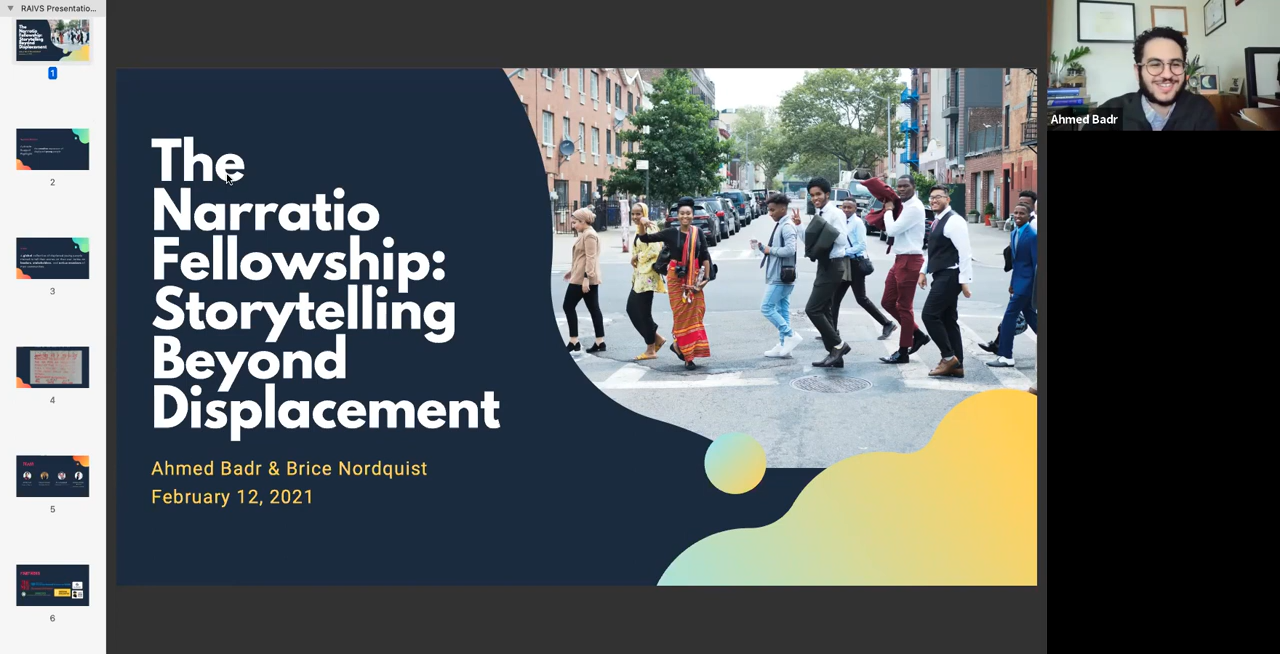 RAIVS Presentatio...
1
2
3
4
5
6
The
Narratio
Fellowship:
Storytelling
Beyond
Displacement
Ahmed Badr & Brice Nordquist
February 12, 2021
Ahmed Badr